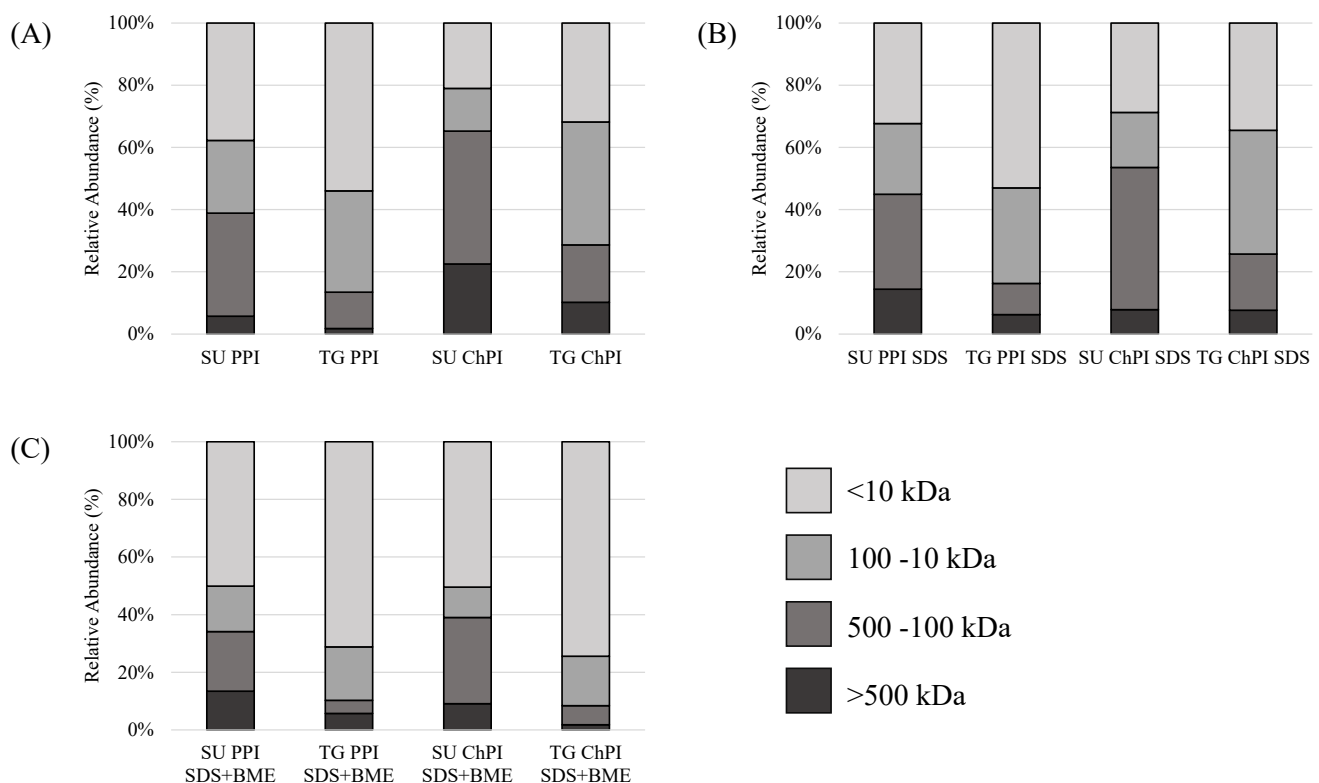 (A)
Relative Abundance (%)
100%
80%
60%
40%
20%
0%
SU PPI TG PPI SU ChPI TG ChPI
(B)
Relative Abundance (%)
100%
80%
60%
40%
20%
0%
SU PPI SDS TG PPI SDS SU ChPI SDS TG ChPI SDS
(C)
Relative Abundance (%)
100%
80%
60%
40%
20%
0%
SU PPI TG PPI SU ChPI TG ChPI
SDS+BME SDS+BME SDS+BME SDS+BME
<10 kDa
100 -10 kDa
500 -100 kDa
>500 kDa